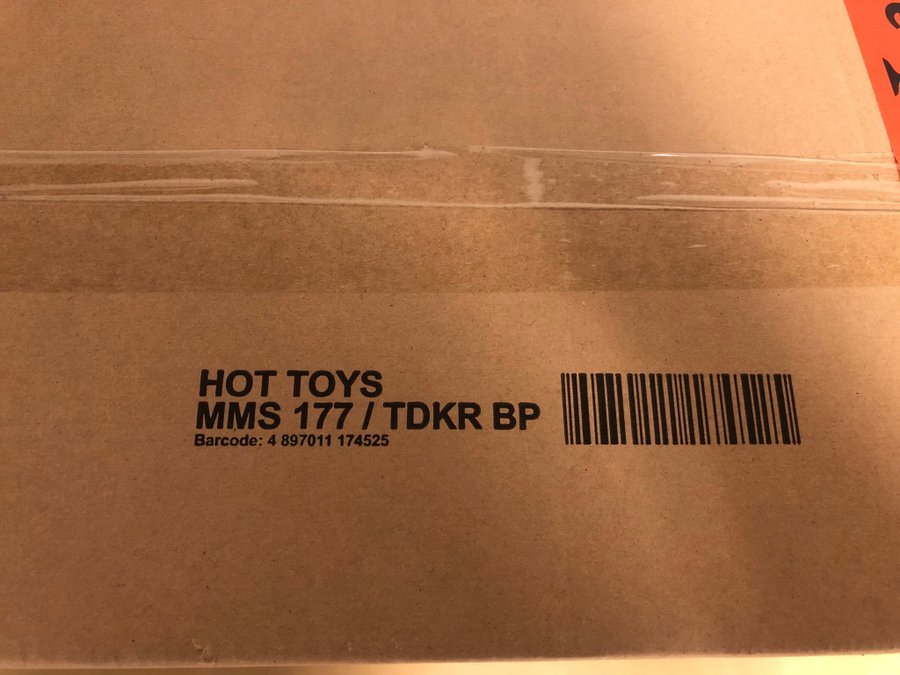 HOT TOYS
MMS 177 / TDKR BP
Barcode: 4 897011 174525